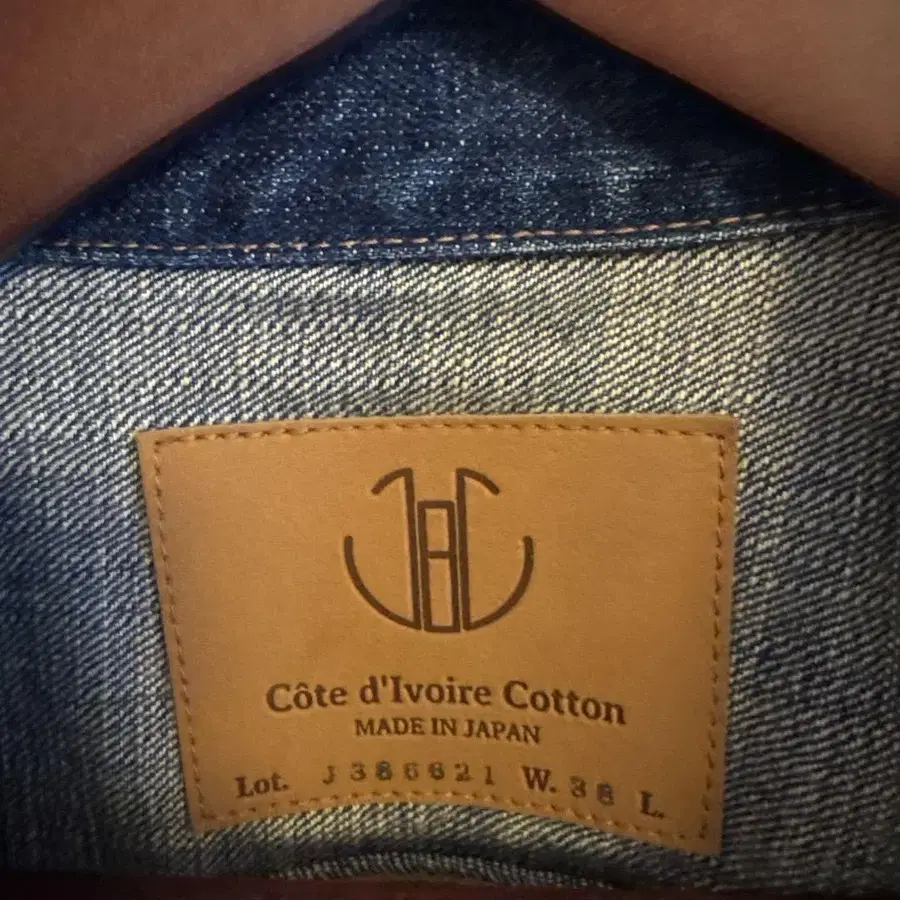 Côte d'Ivoire Cotton
MADE IN JAPAN
Lot. J386621 W. 38 L.